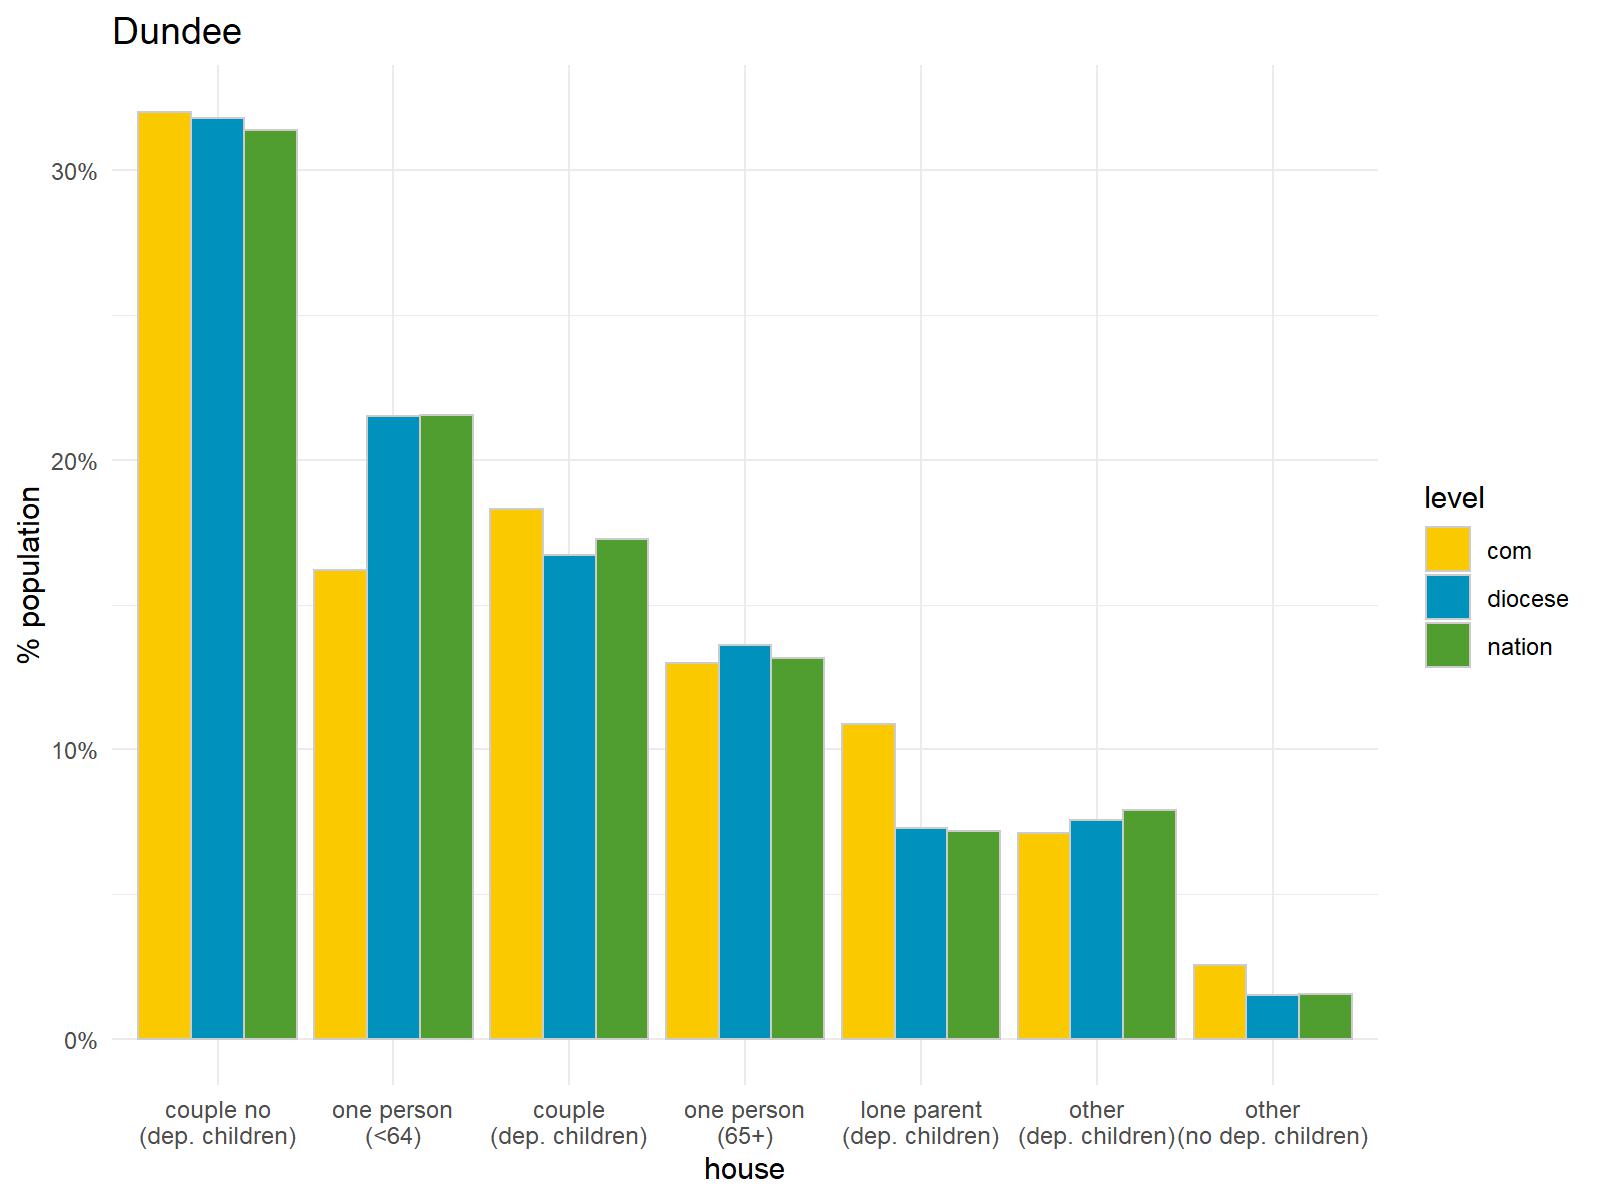 Dundee
30%
20%
10%
0%
% population
couple no
(dep. children)
one person
(<64)
couple
(dep. children)
one person
(65+)
lone parent
(dep. children)
other
(dep. children)
other
(no dep. children)
house
level
com
diocese
nation